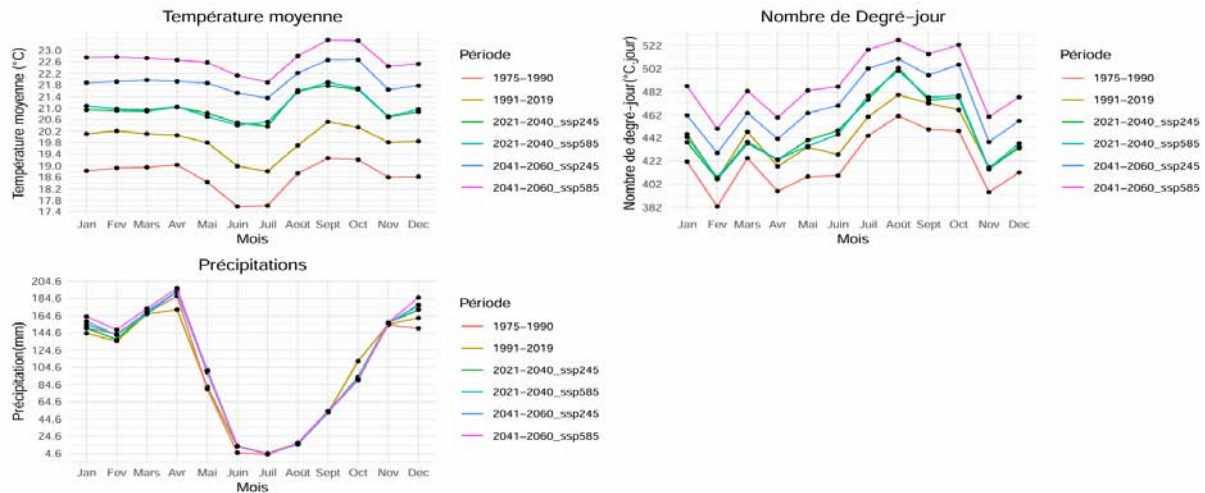 Température moyenne
Température moyenne (°C)
23.0
22.6
22.2
21.8
21.4
21.0
20.6
20.2
19.8
19.4
19.0
18.6
18.2
17.8
17.4
Jan Fev Mars Avr Mai Juin Juil Août Sept Oct Nov Dec
Mois
Période
1975-1990
1991-2019
2021-2040_ssp245
2021-2040_ssp585
2041-2060_ssp245
2041-2060_ssp585
Nombre de Degré-jour
Nombre de degré-jour(°C.jour)
522
502
482
462
442
422
402
382
Jan Fev Mars Avr Mai Juin Juil Août Sept Oct Nov Dec
Mois
Période
1975-1990
1991-2019
2021-2040_ssp245
2021-2040_ssp585
2041-2060_ssp245
2041-2060_ssp585
Précipitations
Précipitation(mm)
204.6
184.6
164.6
144.6
124.6
104.6
84.6
64.6
44.6
24.6
4.6
Jan Fev Mars Avr Mai Juin Juil Août Sept Oct Nov Dec
Mois
Période
1975-1990
1991-2019
2021-2040_ssp245
2021-2040_ssp585
2041-2060_ssp245
2041-2060_ssp585